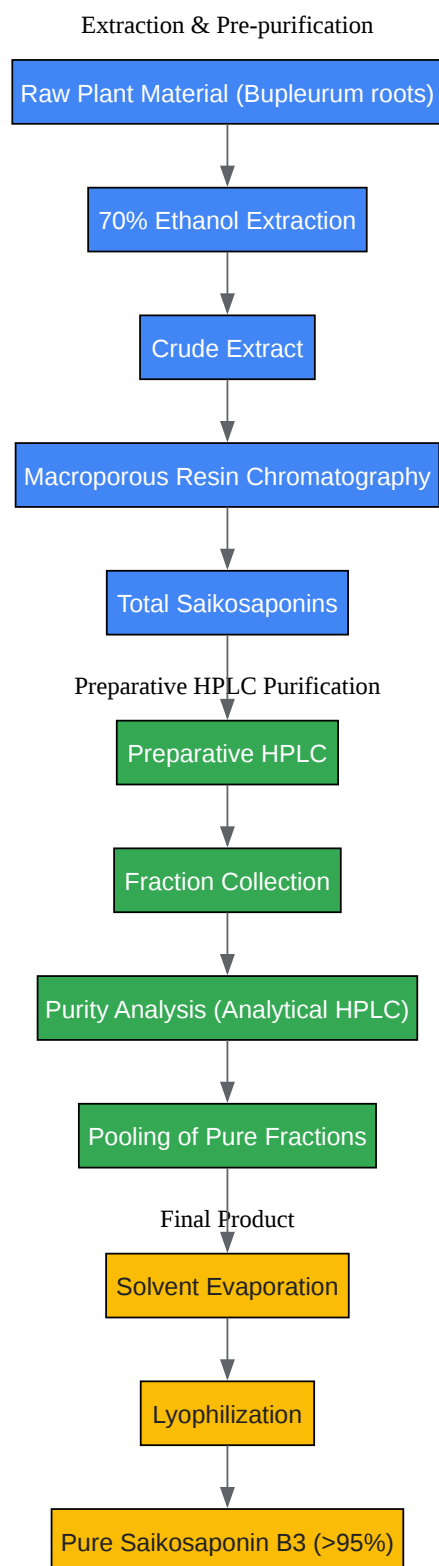 Extraction & Pre-purification
Raw Plant Material (Bupleurum roots)
70% Ethanol Extraction
Crude Extract
Macroporous Resin Chromatography
Total Saikosaponins
Preparative HPLC Purification
Preparative HPLC
Fraction Collection
Purity Analysis (Analytical HPLC)
Pooling of Pure Fractions
Final Product
Solvent Evaporation
Lyophilization
Pure Saikosaponin B3 (>95%)